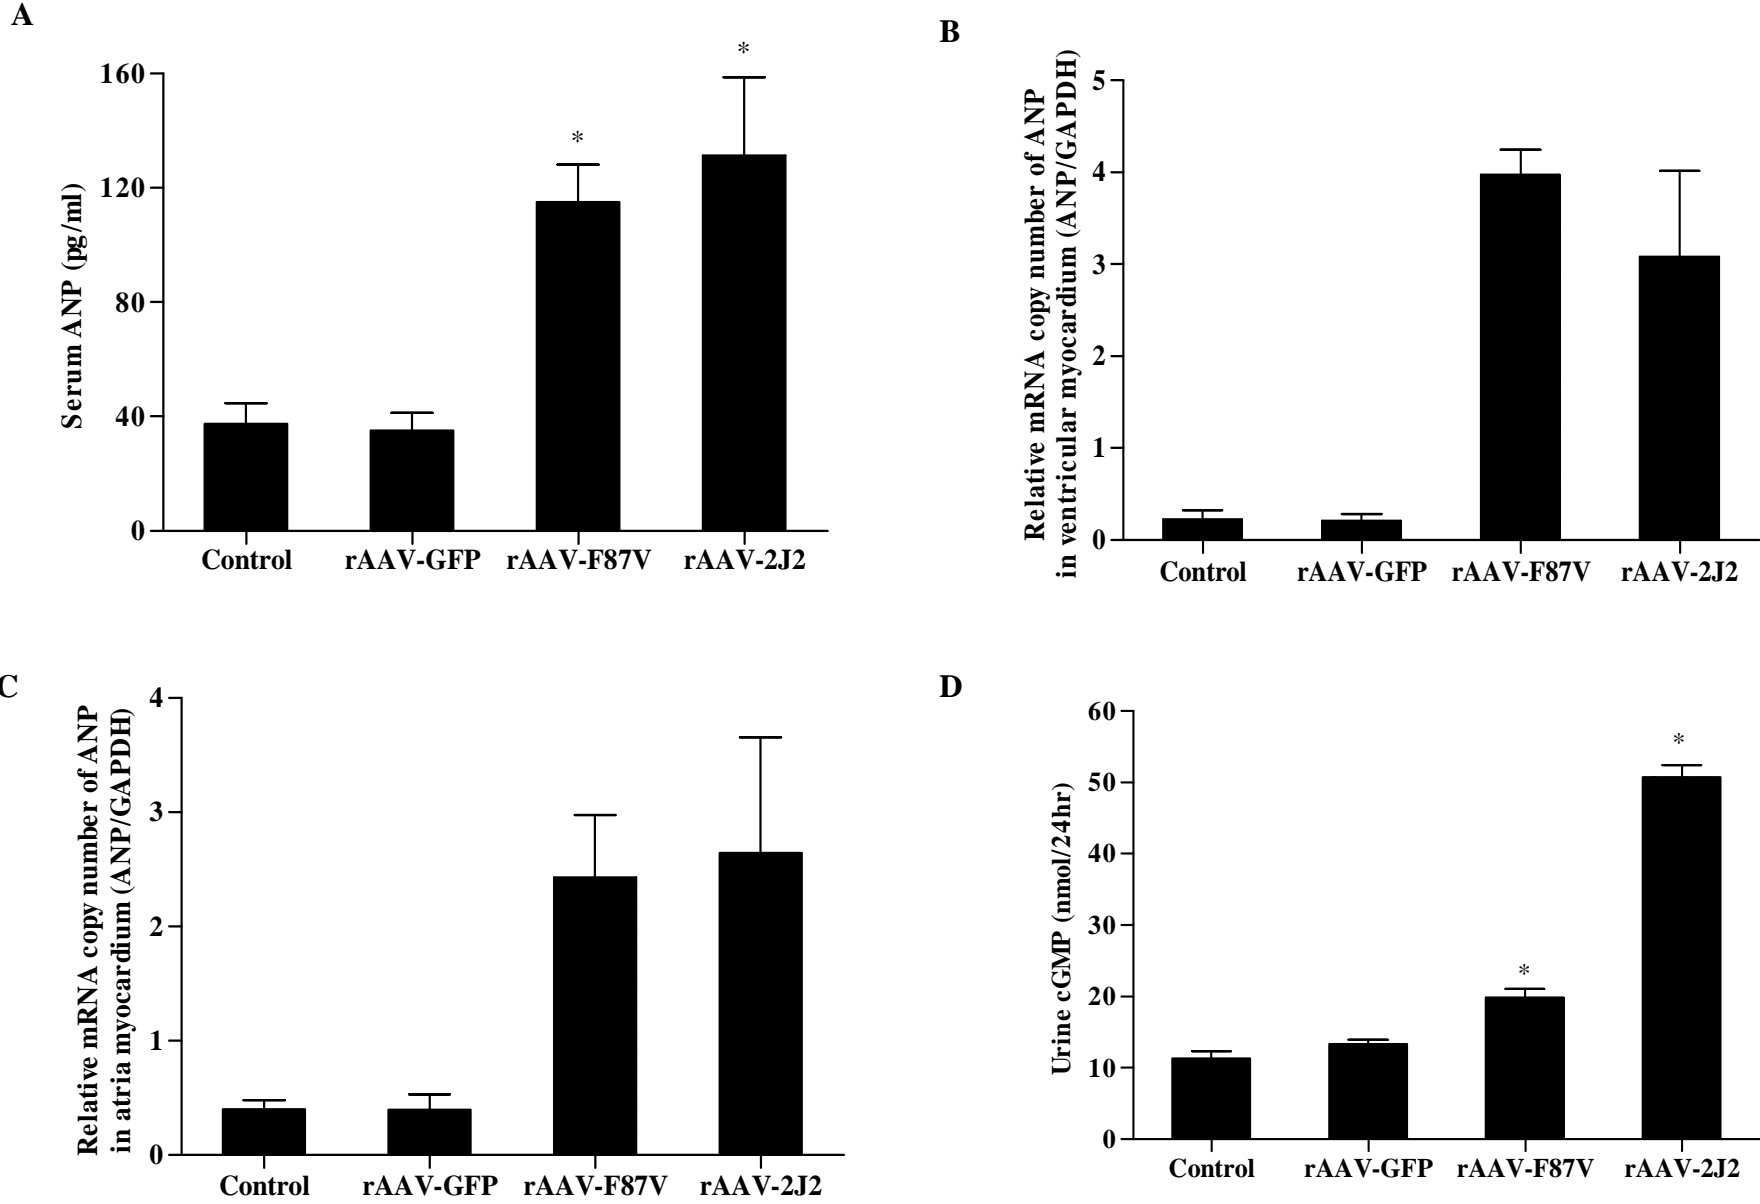 A
Serum ANP (pg/ml)
160
120
80
40
0
*
*
Control rAAV-GFP rAAV-F87V rAAV-2J2
B
Relative mRNA copy number of ANP
in ventricular myocardium (ANP/GAPDH)
5
4
3
2
1
0
Control rAAV-GFP rAAV-F87V rAAV-2J2
C
Relative mRNA copy number of ANP
in atria myocardium (ANP/GAPDH)
4
3
2
1
0
Control rAAV-GFP rAAV-F87V rAAV-2J2
D
Urine cGMP (nmol/24hr)
60
50
40
30
20
10
0
*
*
Control rAAV-GFP rAAV-F87V rAAV-2J2